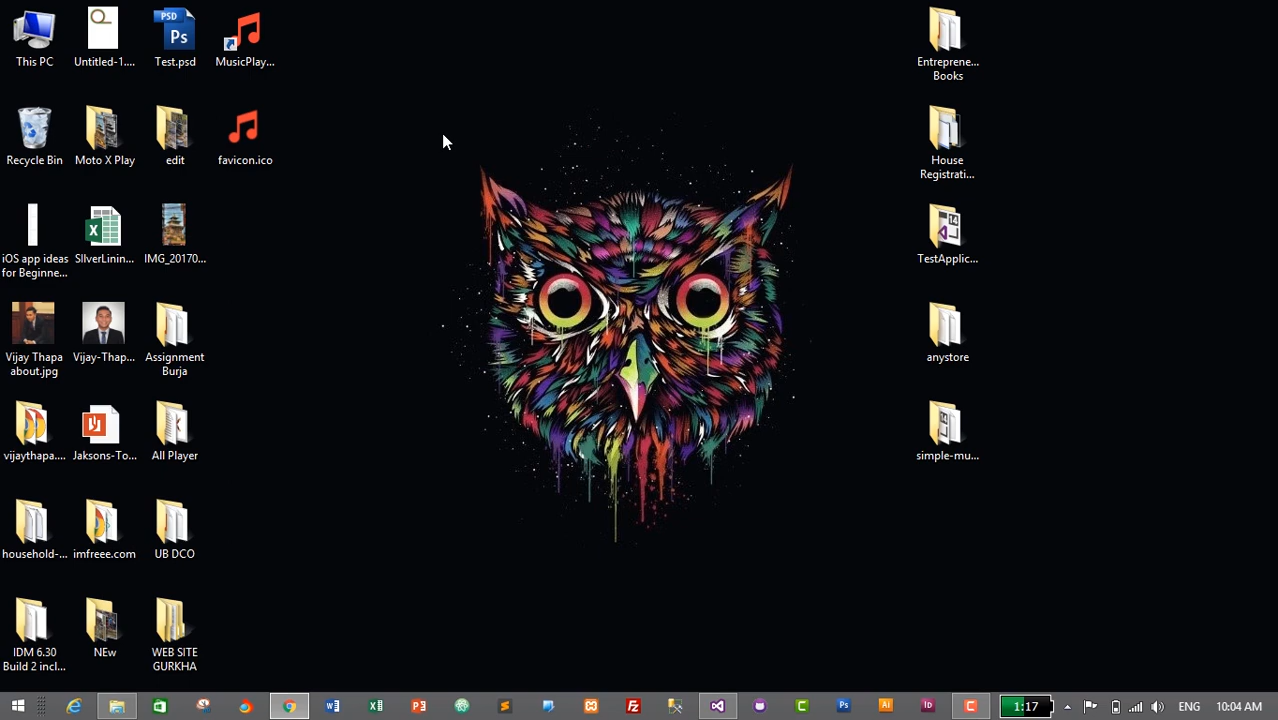 This PC
Untitled-1....
PSD
Ps
Test.psd
MusicPlay...
Recycle Bin
Moto X Play
edit
favicon.ico
iOS app ideas
for Beginne...
SIlverLinin...
IMG_20170...
Vijay Thapa
about.jpg
Vijay-Thap...
Assignment
Burja
vijaythapa....
Jaksons-To...
All Player
household-...
imfreee.com
UB DCO
IDM 6.30
Build 2 incl...
NEw
WEB SITE
GURKHA
Entreprene...
Books
House
Registrati...
14
TestApplic...
anystore
simple-mu...
1:17
ENG
10:04 AM